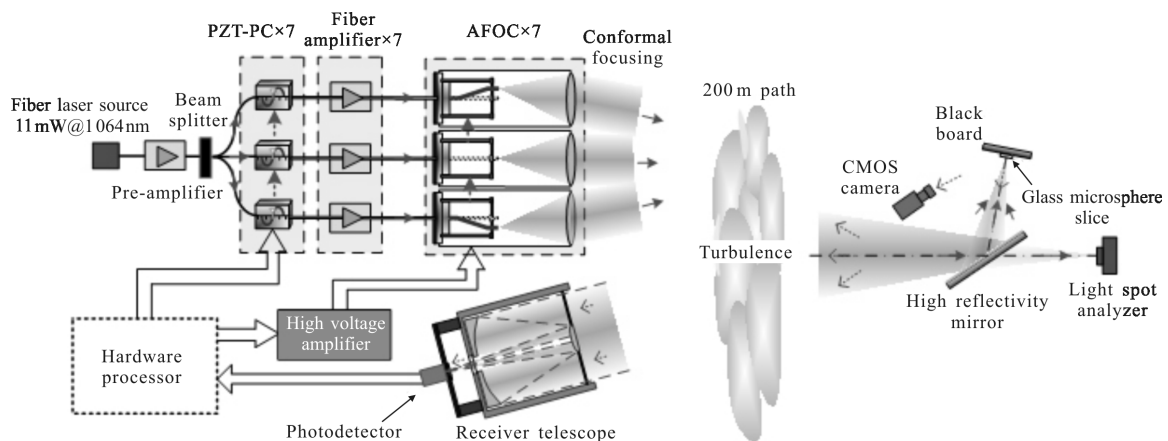 PZT-PC×7
Fiber
amplifier×7
AFOC×7
Conformal
focusing
Fiber laser source
11mW@1064nm
Beam
splitter
Pre-amplifier
200m path
Turbulence
Black
board
CMOS
camera
Glass microsphere
slice
High reflectivity
mirror
Light spot
analyzer
Hardware
processor
High voltage
amplifier
Photodetector
Receiver telescope